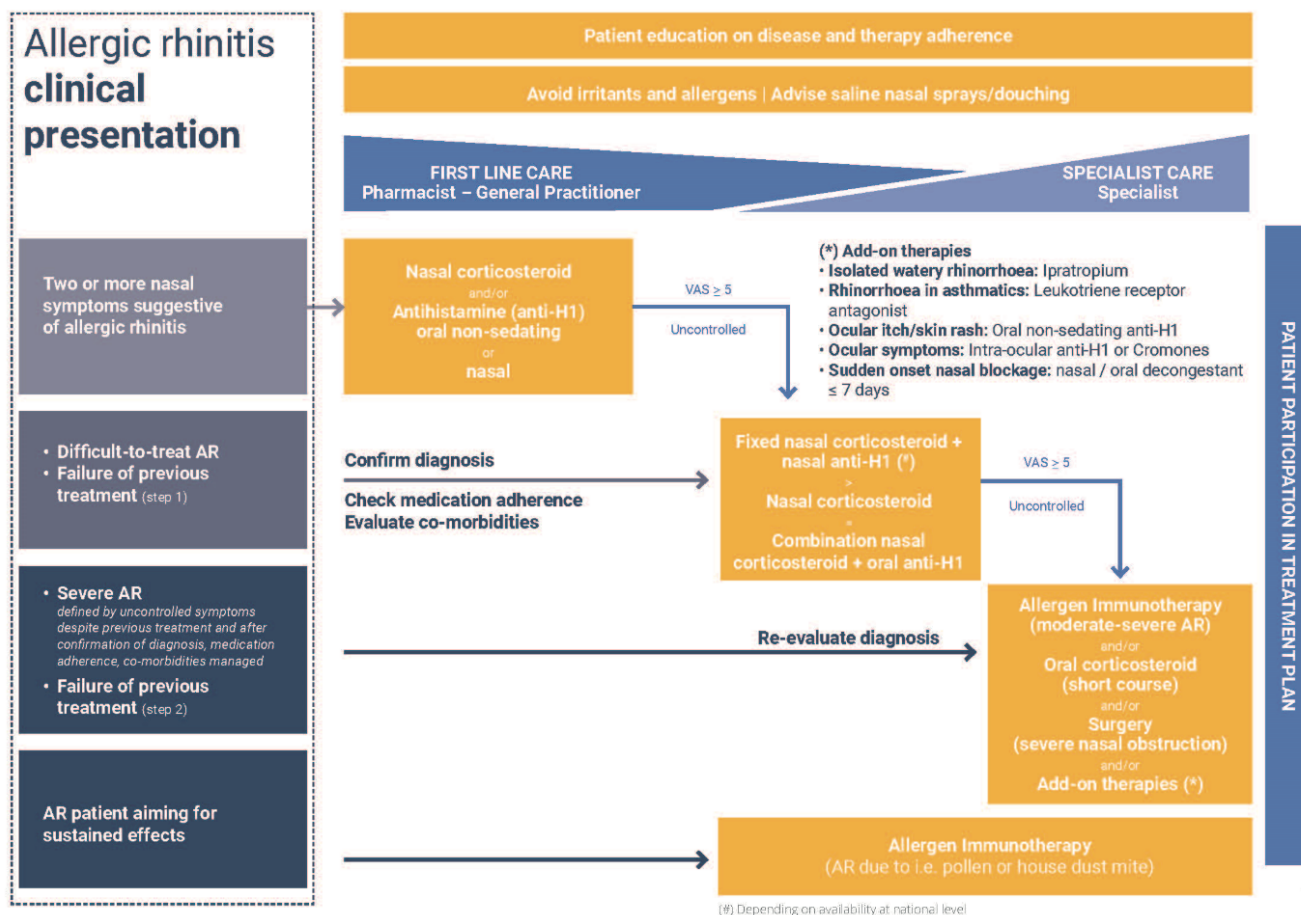 Allergic rhinitis
clinical
presentation
Patient education on disease and therapy adherence
Avoid irritants and allergens | Advise saline nasal sprays/douching
FIRST LINE CARE
Pharmacist – General Practitioner
SPECIALIST CARE
Specialist
Two or more nasal
symptoms suggestive
of allergic rhinitis
Nasal corticosteroid
and/or
Antihistamine (anti-H1)
oral non-sedating
or
nasal
VAS ≥ 5
Uncontrolled
(*) Add-on therapies
• Isolated watery rhinorrhoea: Ipratropium
• Rhinorrhoea in asthmatics: Leukotriene receptor
antagonist
• Ocular itch/skin rash: Oral non-sedating anti-H1
• Ocular symptoms: Intra-ocular anti-H1 or Cromones
• Sudden onset nasal blockage: nasal / oral decongestant
≤ 7 days
• Difficult-to-treat AR
• Failure of previous
treatment (step 1)
Confirm diagnosis
Check medication adherence
Evaluate co-morbidities
Fixed nasal corticosteroid +
nasal anti-H1 (*)
>
Nasal corticosteroid
=
Combination nasal
corticosteroid + oral anti-H1
VAS ≥ 5
Uncontrolled
• Severe AR
defined by uncontrolled symptoms
despite previous treatment and after
confirmation of diagnosis, medication
adherence, co-morbidities managed
• Failure of previous
treatment (step 2)
Re-evaluate diagnosis
Allergen Immunotherapy
(moderate-severe AR)
and/or
Oral corticosteroid
(short course)
and/or
Surgery
(severe nasal obstruction)
and/or
Add-on therapies (*)
AR patient aiming for
sustained effects
Allergen Immunotherapy
(AR due to i.e. pollen or house dust mite)
(#) Depending on availability at national level
PATIENT PARTICIPATION IN TREATMENT PLAN